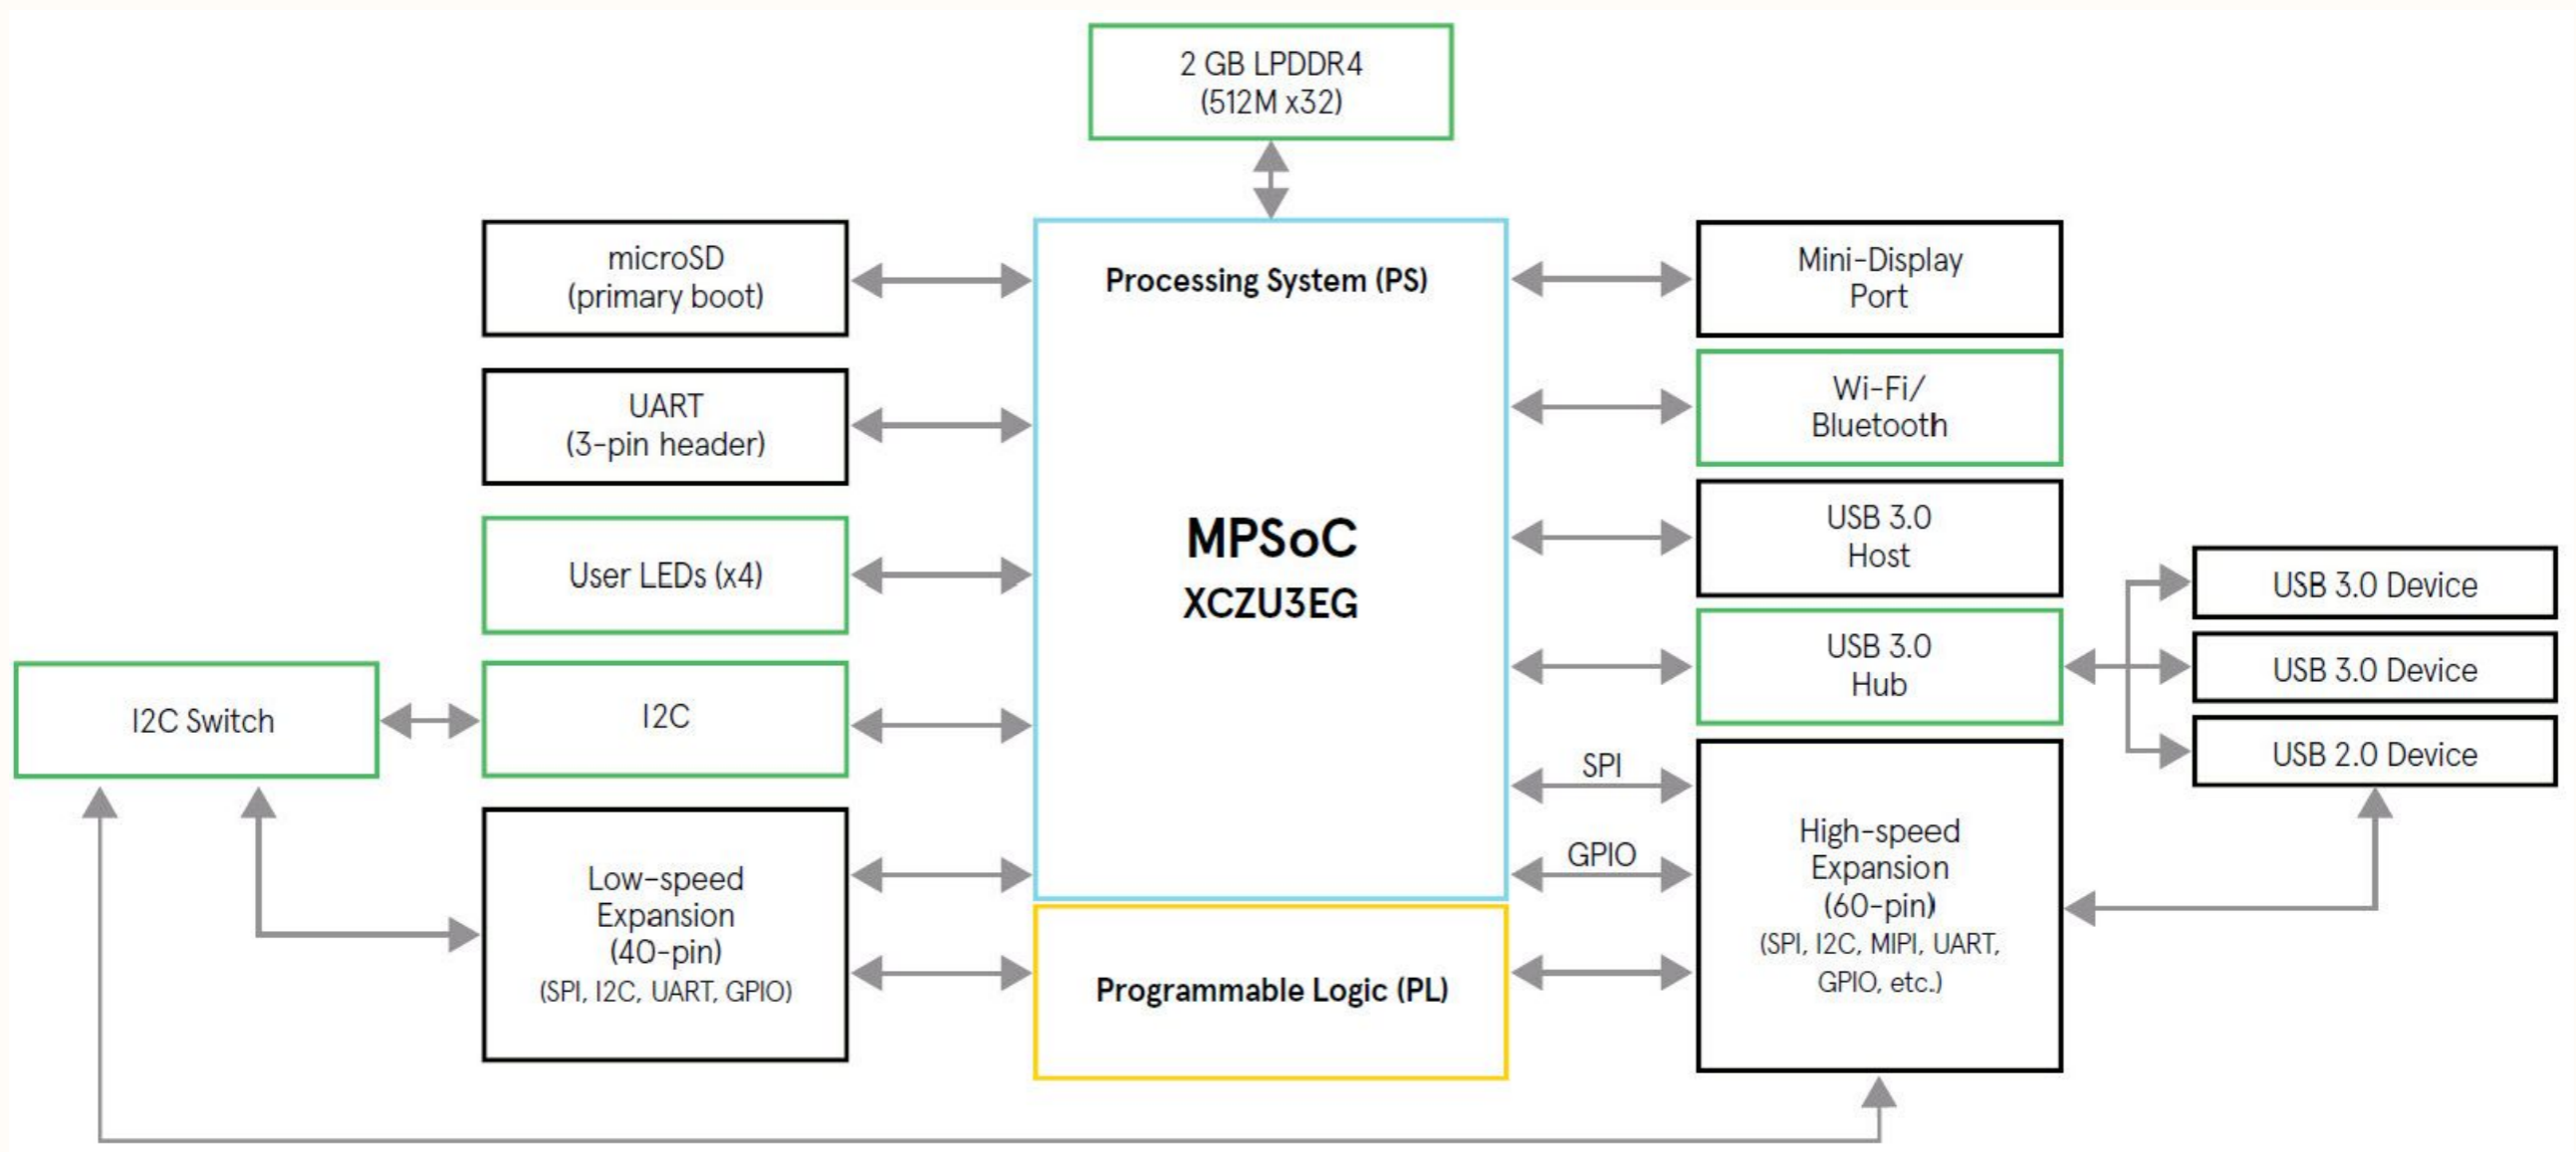 2 GB LPDDR4
(512M x32)
microSD
(primary boot)
UART
(3-pin header)
User LEDs (x4)
I2C Switch
I2C
Low-speed
Expansion
(40-pin)
(SPI, I2C, UART, GPIO)
Processing System (PS)
MPSoC
XCZU3EG
Programmable Logic (PL)
Mini-Display
Port
Wi-Fi/
Bluetooth
USB 3.0
Host
USB 3.0
Hub
SPI
GPIO
High-speed
Expansion
(60-pin)
(SPI, I2C, MIPI, UART,
GPIO, etc.)
USB 3.0 Device
USB 3.0 Device
USB 2.0 Device